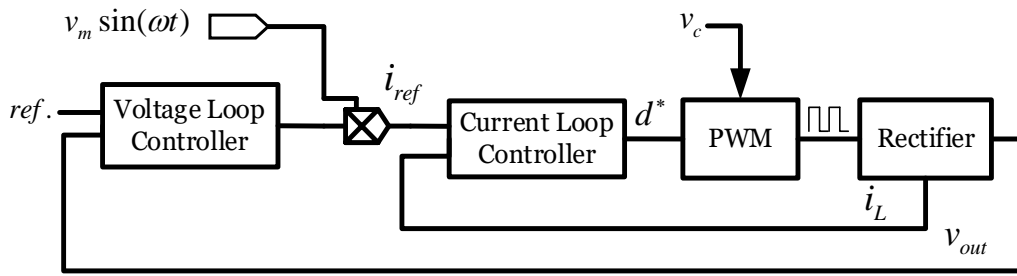 v_m sin(ωt)
v_c
i_ref
ref.
Voltage Loop
Controller
Current Loop
Controller
d*
PWM
Rectifier
i_L
v_out